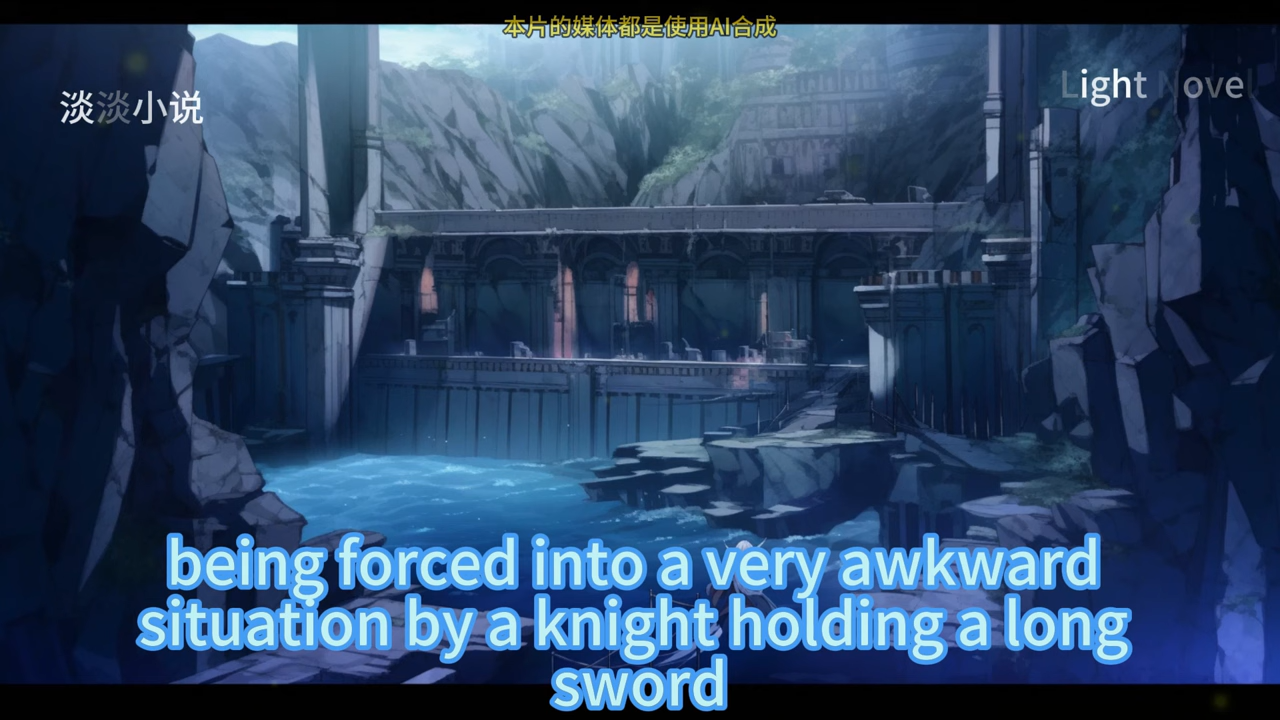 本片的媒体都是使用AI合成
淡淡小说
Light Novel
being forced into a very awkward
situation by a knight holding a long
sword